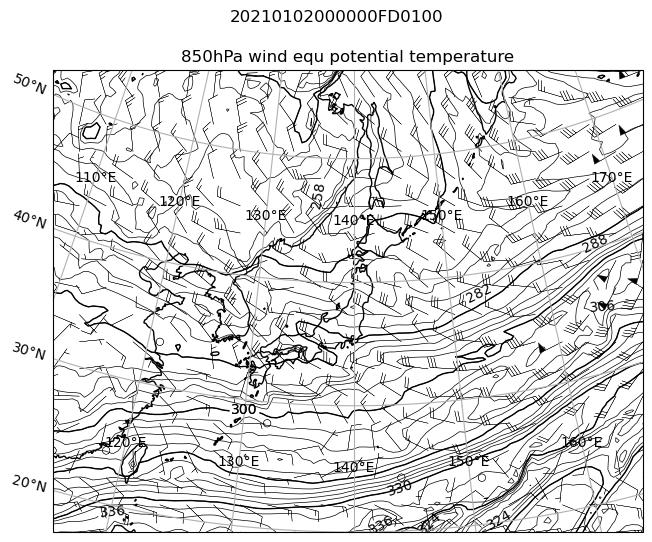 20210102000000FD0100
850hPa wind equ potential temperature
50°N
110°E
170°E
258
120°E
160°E
130°E
150°E
140°E
40°N
288
282
306
30°N
300
120°E
160°E
130°E
150°E
140°E
20°N
330
336
336
324
324